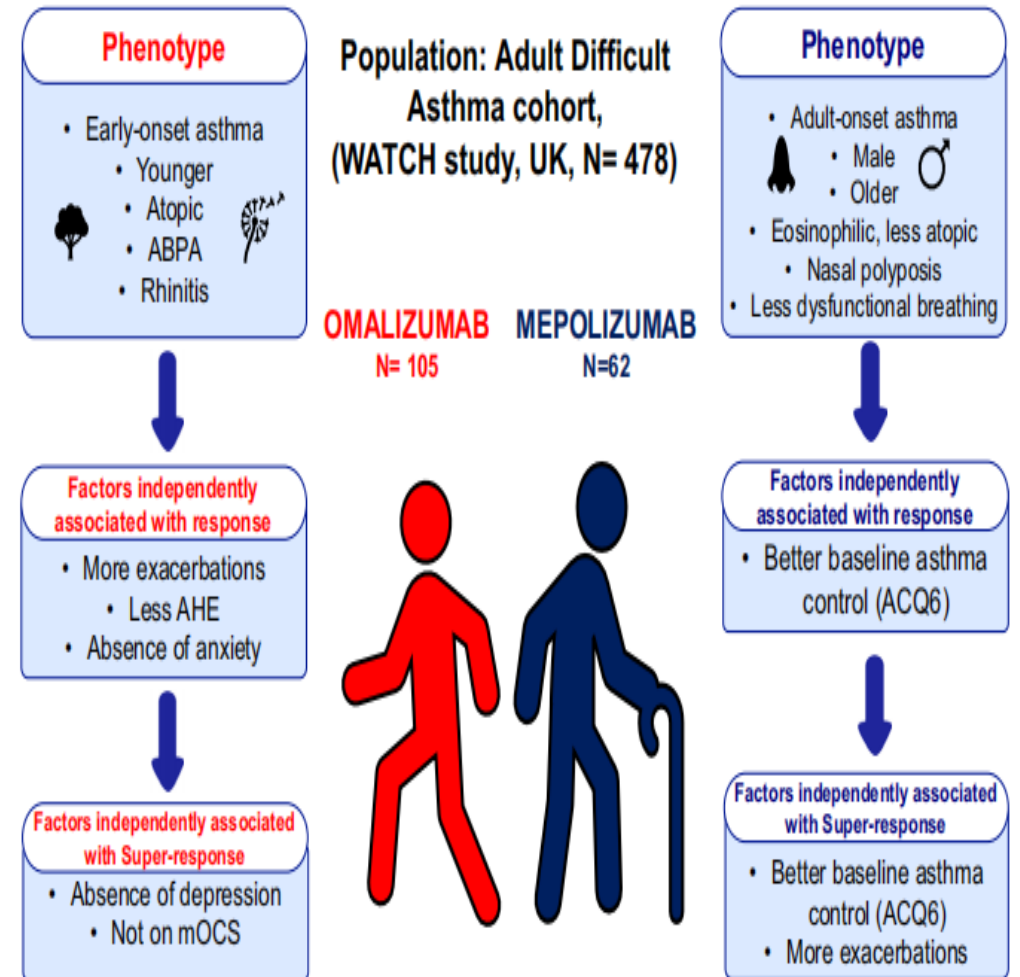 Phenotype
• Early-onset asthma
• Younger
• Atopic
• ABPA
• Rhinitis
Factors independently
associated with response
• More exacerbations
• Less AHE
• Absence of anxiety
Factors independently associated
with Super-response
• Absence of depression
• Not on mOCS
Population: Adult Difficult
Asthma cohort,
(WATCH study, UK, N= 478)
OMALIZUMAB
N= 105
MEPOLIZUMAB
N=62
Phenotype
• Adult-onset asthma
• Male
• Older
• Eosinophilic, less atopic
• Nasal polyposis
• Less dysfunctional breathing
Factors independently
associated with response
• Better baseline asthma
control (ACQ6)
Factors independently associated
with Super-response
• Better baseline asthma
control (ACQ6)
• More exacerbations